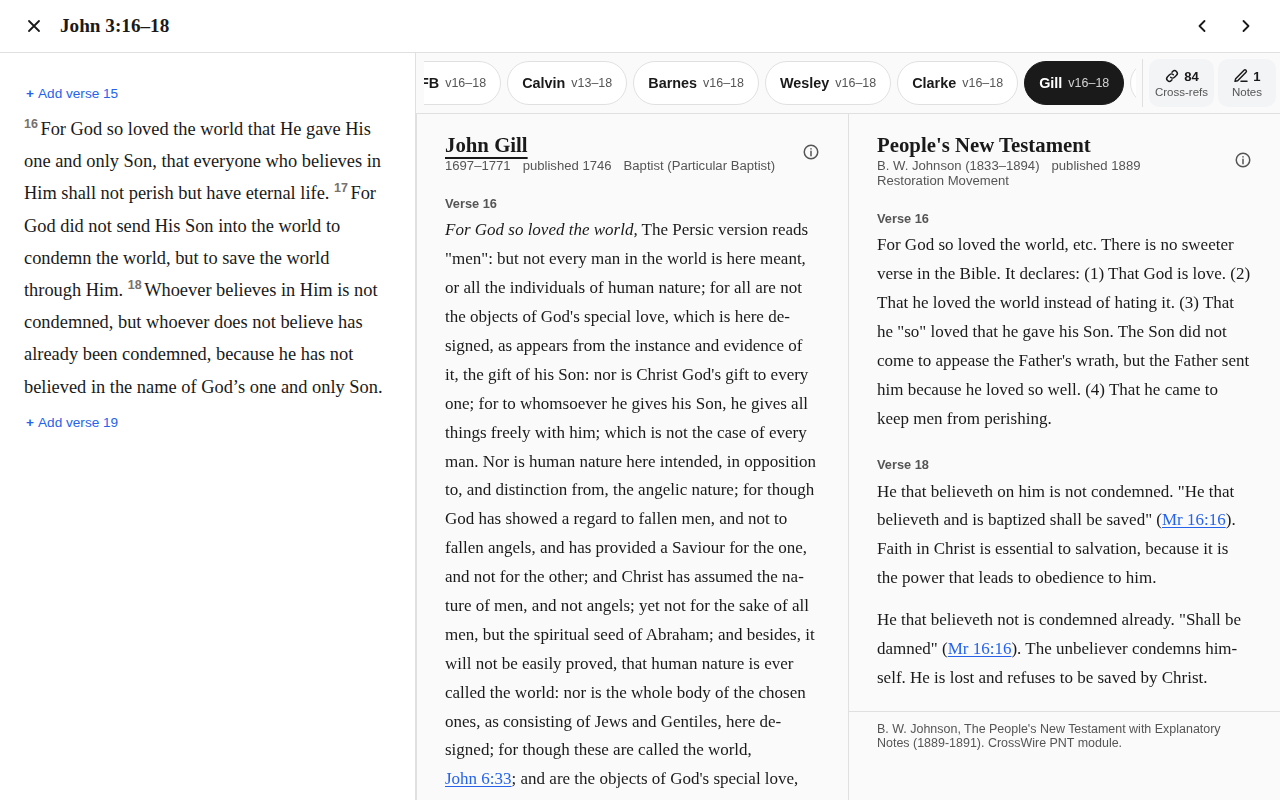 John 3:16–18
FB v16–18
Calvin v13–18
Barnes v16–18
Wesley v16–18
Clarke v16–18
Gill v16–18
84
Cross-refs
1
Notes
+ Add verse 15
16 For God so loved the world that He gave His
one and only Son, that everyone who believes in
Him shall not perish but have eternal life. 17 For
God did not send His Son into the world to
condemn the world, but to save the world
through Him. 18 Whoever believes in Him is not
condemned, but whoever does not believe has
already been condemned, because he has not
believed in the name of God’s one and only Son.
+ Add verse 19
John Gill
1697–1771 published 1746 Baptist (Particular Baptist)
Verse 16
For God so loved the world, The Persic version reads
"men": but not every man in the world is here meant,
or all the individuals of human nature; for all are not
the objects of God's special love, which is here de-
signed, as appears from the instance and evidence of
it, the gift of his Son: nor is Christ God's gift to every
one; for to whomsoever he gives his Son, he gives all
things freely with him; which is not the case of every
man. Nor is human nature here intended, in opposition
to, and distinction from, the angelic nature; for though
God has showed a regard to fallen men, and not to
fallen angels, and has provided a Saviour for the one,
and not for the other; and Christ has assumed the na-
ture of men, and not angels; yet not for the sake of all
men, but the spiritual seed of Abraham; and besides, it
will not be easily proved, that human nature is ever
called the world: nor is the whole body of the chosen
ones, as consisting of Jews and Gentiles, here de-
signed; for though these are called the world,
John 6:33; and are the objects of God's special love,
People's New Testament
B. W. Johnson (1833–1894) published 1889
Restoration Movement
Verse 16
For God so loved the world, etc. There is no sweeter
verse in the Bible. It declares: (1) That God is love. (2)
That he loved the world instead of hating it. (3) That
he "so" loved that he gave his Son. The Son did not
come to appease the Father's wrath, but the Father sent
him because he loved so well. (4) That he came to
keep men from perishing.
Verse 18
He that believeth on him is not condemned. "He that
believeth and is baptized shall be saved" (Mr 16:16).
Faith in Christ is essential to salvation, because it is
the power that leads to obedience to him.
He that believeth not is condemned already. "Shall be
damned" (Mr 16:16). The unbeliever condemns him-
self. He is lost and refuses to be saved by Christ.
B. W. Johnson, The People's New Testament with Explanatory
Notes (1889-1891). CrossWire PNT module.